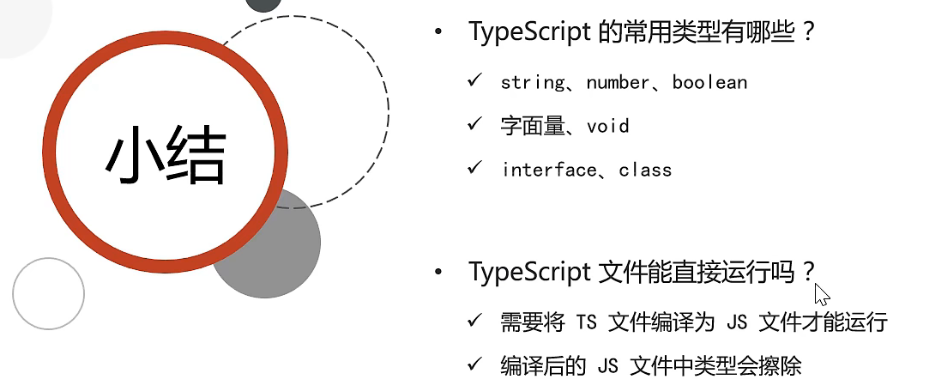 小结
• TypeScript 的常用类型有哪些？
✓ string、number、boolean
✓ 字面量、void
✓ interface、class
• TypeScript 文件能直接运行吗？
✓ 需要将 TS 文件编译为 JS 文件才能运行
✓ 编译后的 JS 文件中类型会擦除